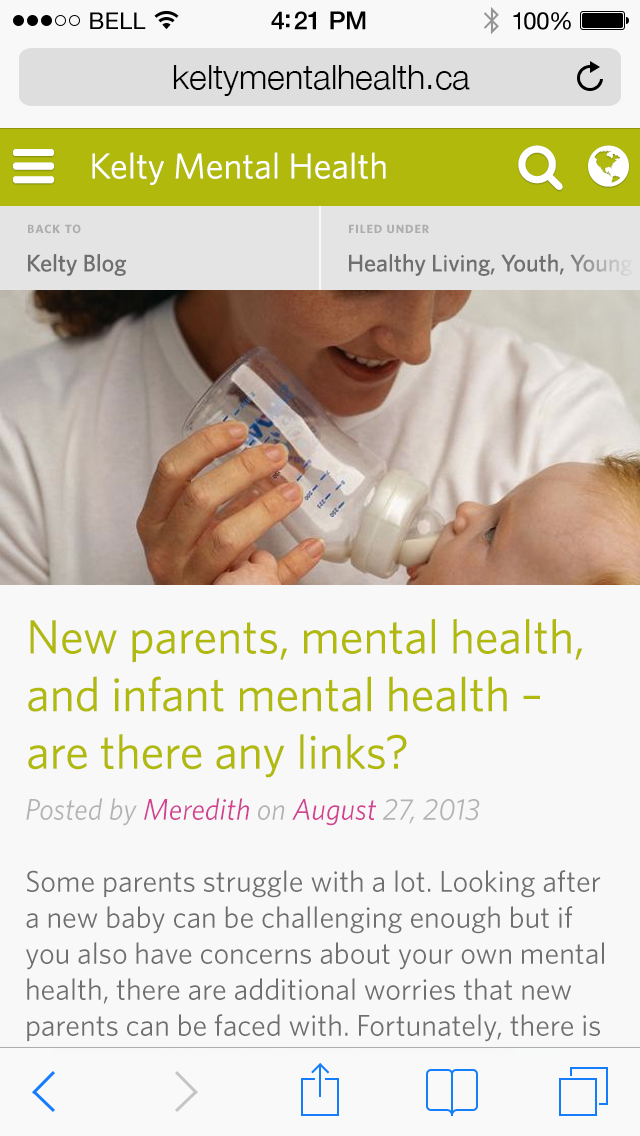 BELL 4:21 PM 100%
keltymentalhealth.ca
Kelty Mental Health
BACK TO
Kelty Blog
FILED UNDER
Healthy Living, Youth, Young
New parents, mental health,
and infant mental health –
are there any links?
Posted by Meredith on August 27, 2013
Some parents struggle with a lot. Looking after
a new baby can be challenging enough but if
you also have concerns about your own mental
health, there are additional worries that new
parents can be faced with. Fortunately, there is